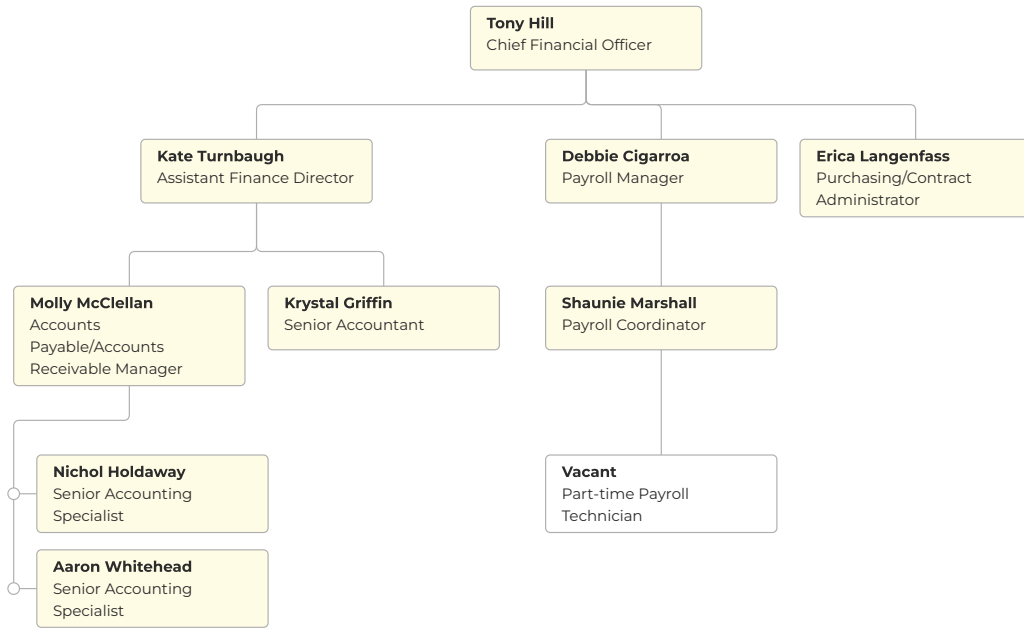 Tony Hill
Chief Financial Officer
Kate Turnbaugh
Assistant Finance Director
Debbie Cigarroa
Payroll Manager
Erica Langenfass
Purchasing/Contract
Administrator
Molly McClellan
Accounts
Payable/Accounts
Receivable Manager
Krystal Griffin
Senior Accountant
Shaunie Marshall
Payroll Coordinator
Nichol Holdaway
Senior Accounting
Specialist
Vacant
Part-time Payroll
Technician
Aaron Whitehead
Senior Accounting
Specialist